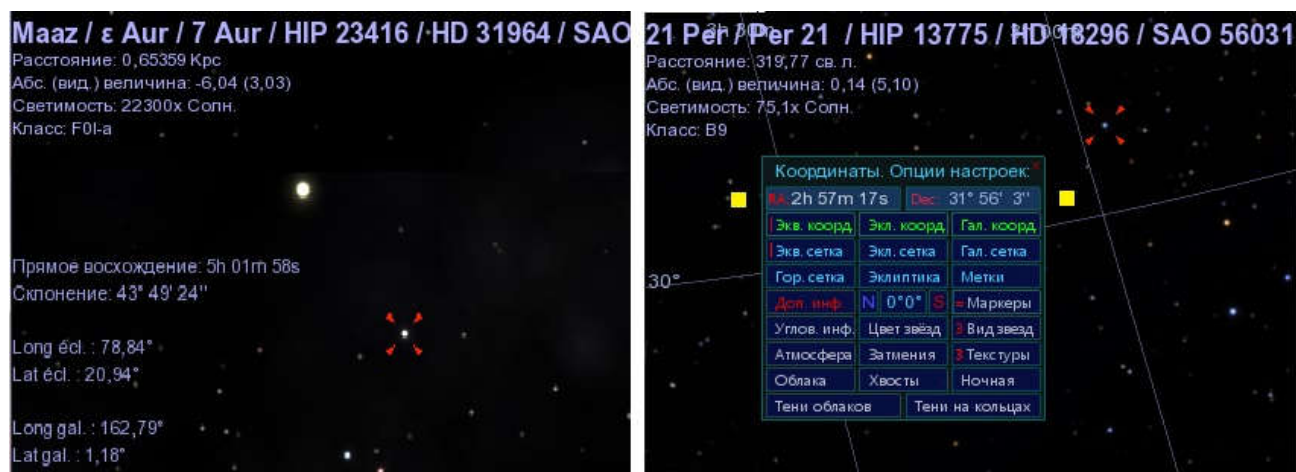 Maaz / ε Aur / 7 Aur / HIP 23416 / HD 31964 / SAO
Расстояние: 0,65359 Kpc
Абс. (вид.) величина: -6,04 (3,03)
Светимость: 22300x Солн.
Класс: F0I-a
Прямое восхождение: 5h 01m 58s
Склонение: 43° 49' 24''
Long écl. : 78,84°
Lat écl. : 20,94°
Long gal. : 162,79°
Lat gal. : 1,18°
21 Per / Per 21 / HIP 13775 / HD 18296 / SAO 56031
Расстояние: 319,77 св. л.
Абс. (вид.) величина: 0,14 (5,10)
Светимость: 75,1x Солн.
Класс: B9
Координаты. Опции настроек:
RA: 2h 57m 17s Dec: 31° 56' 3''
Экв. коорд. Экл. коорд. Гал. коорд.
Экв. сетка Экл. сетка Гал. сетка
30°
Гор. сетка Эклиптика Метки
Доп. инф. N 0°0° S = Маркеры
Углов. инф. Цвет звёзд 3 Вид звезд
Атмосфера Затмения 3 Текстуры
Облака Хвосты Ночная
Тени облаков Тени на кольцах